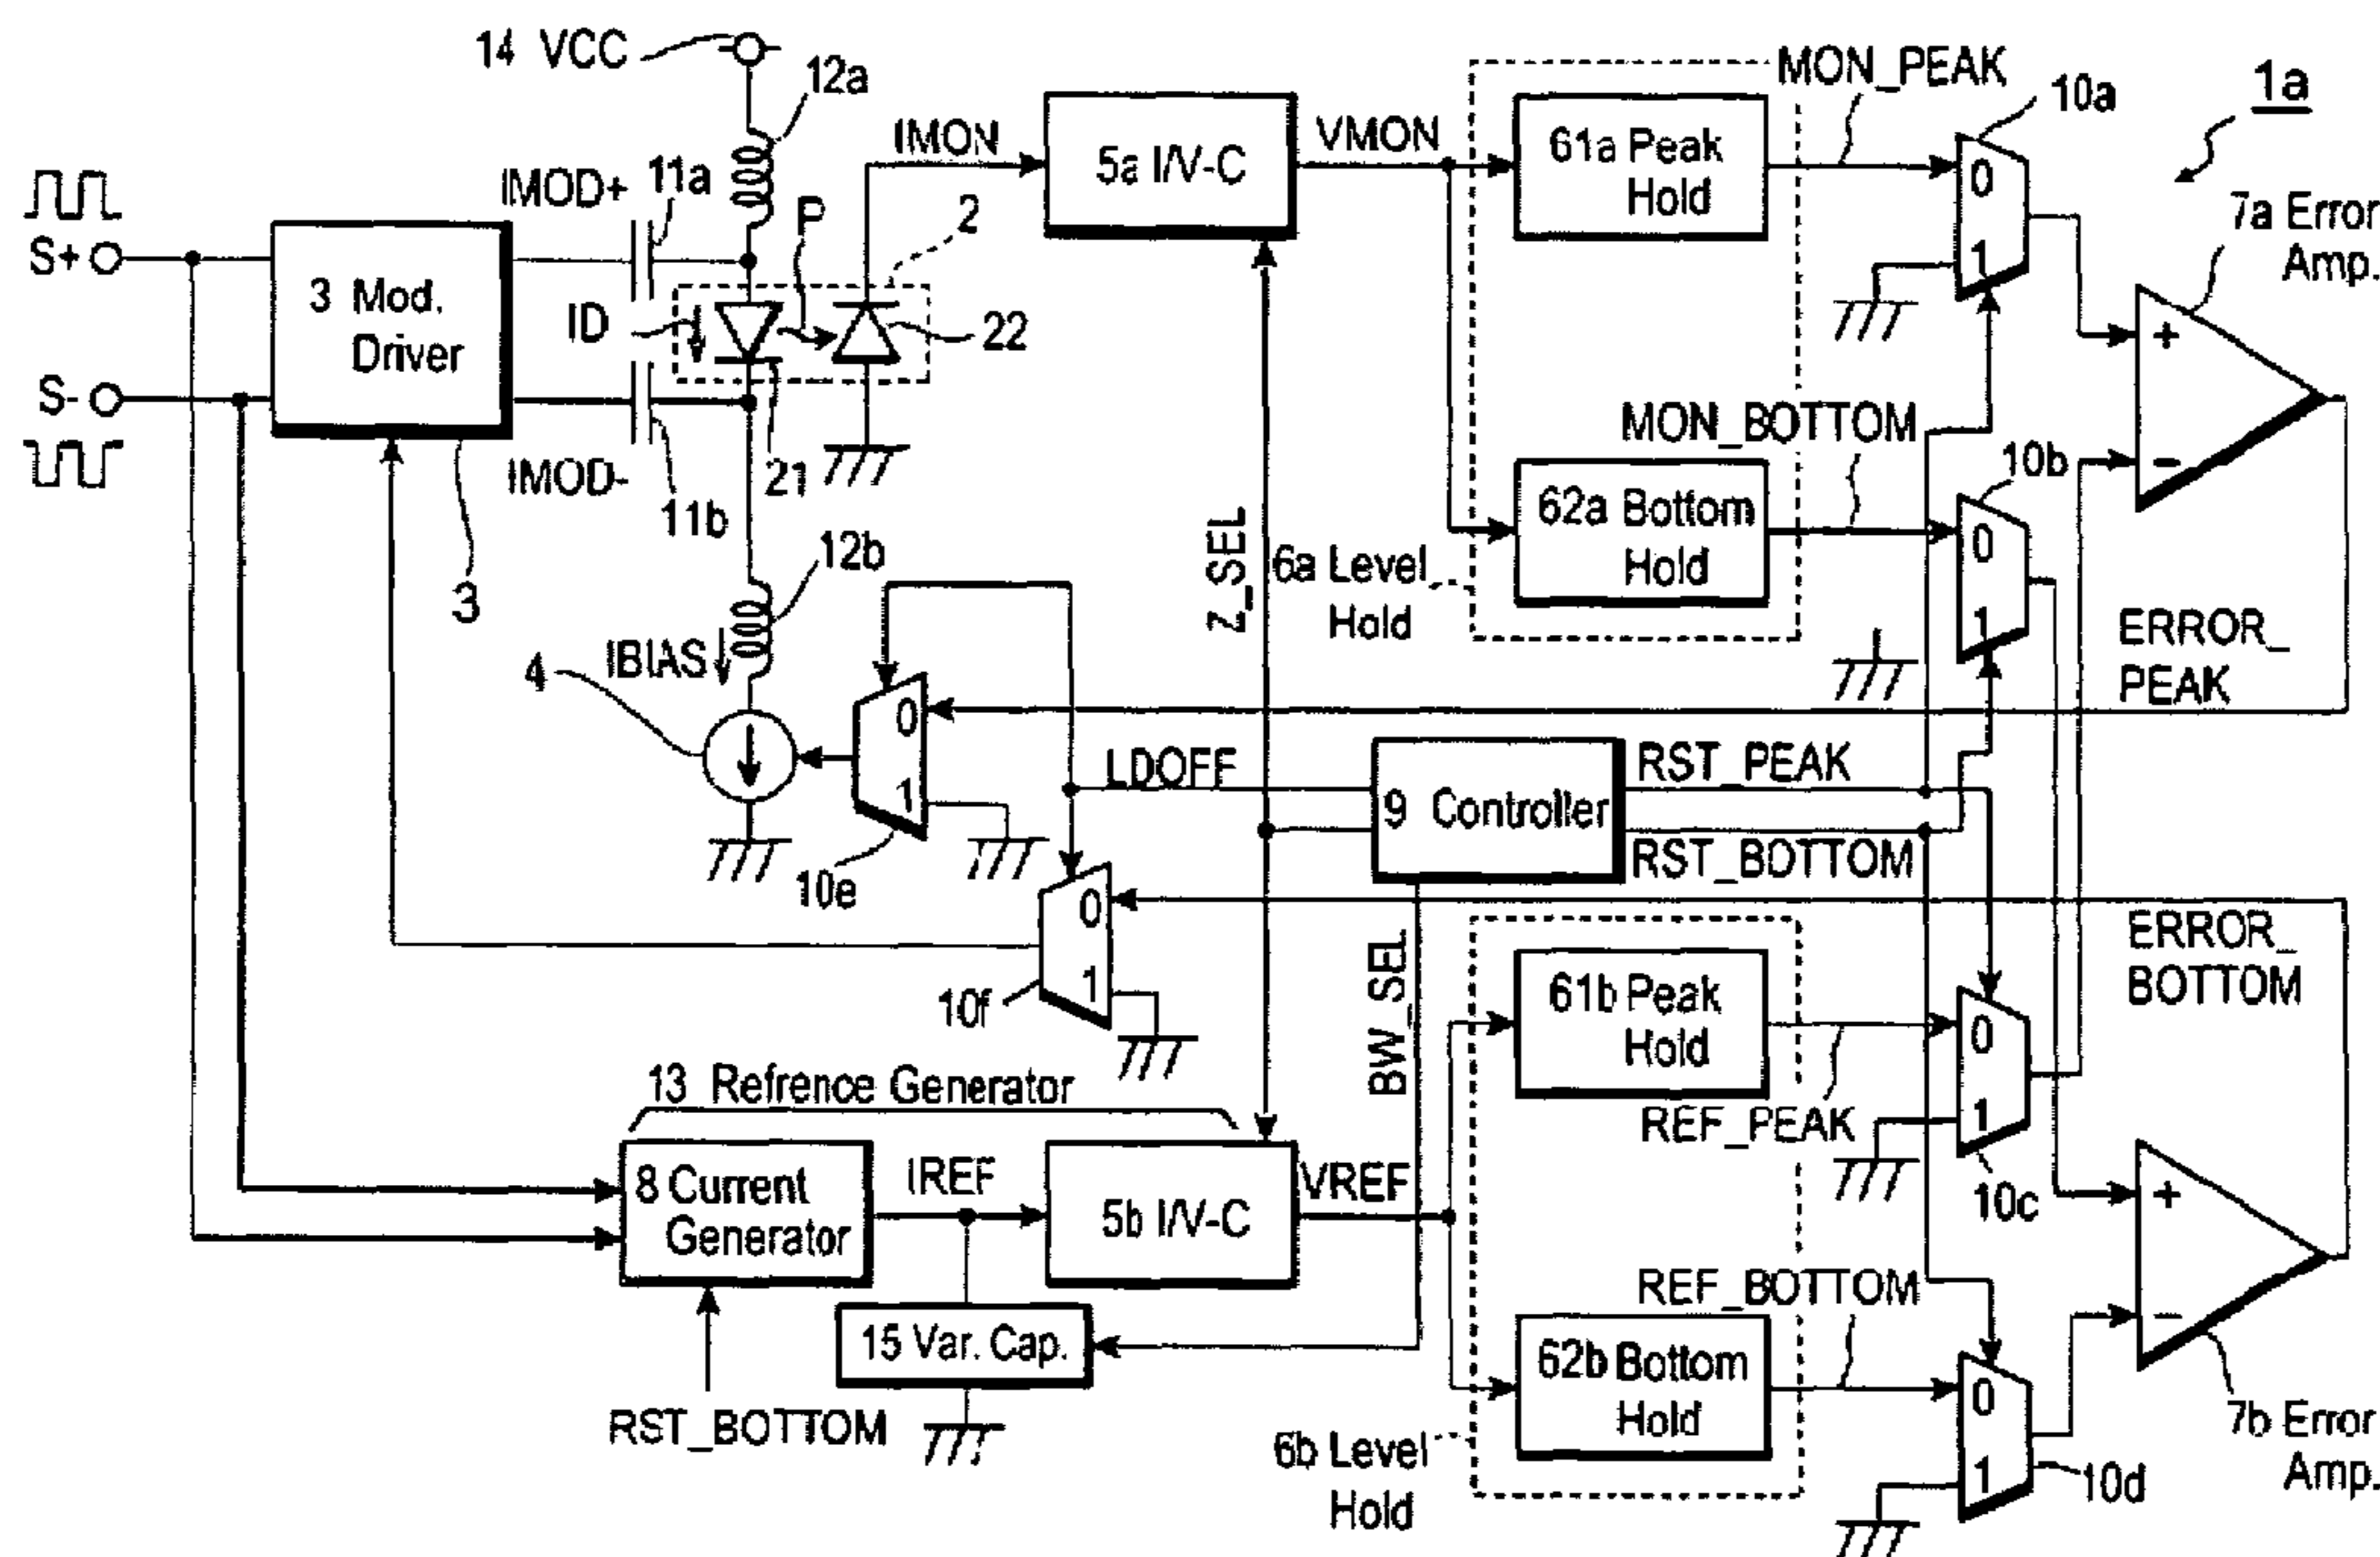 14 VCC
12a
MON_PEAK
10a
1a
IMON
5a I/V-C
VMON
61a Peak
Hold
0
1
IMOD+
11a
P
2
7a Error
Amp.
S+
3 Mod.
Driver
ID
22
+
-
S-
MON_BOTTOM
IMOD-
21
11b
10b
62a Bottom
Hold
0
1
12b
3
Z_SEL
6a Level
Hold
ERROR_
PEAK
4
IBIAS
0
1
LDOFF
9 Controller
RST_PEAK
RST_BOTTOM
10e
0
1
ERROR_
BOTTOM
10f
BW_SEL
61b Peak
Hold
0
1
13 Refrence Generator
REF_PEAK
8 Current
Generator
IREF
5b I/V-C
VREF
10c
+
-
REF_BOTTOM
15 Var. Cap.
62b Bottom
Hold
0
1
RST_BOTTOM
6b Level
Hold
10d
7b Error
Amp.